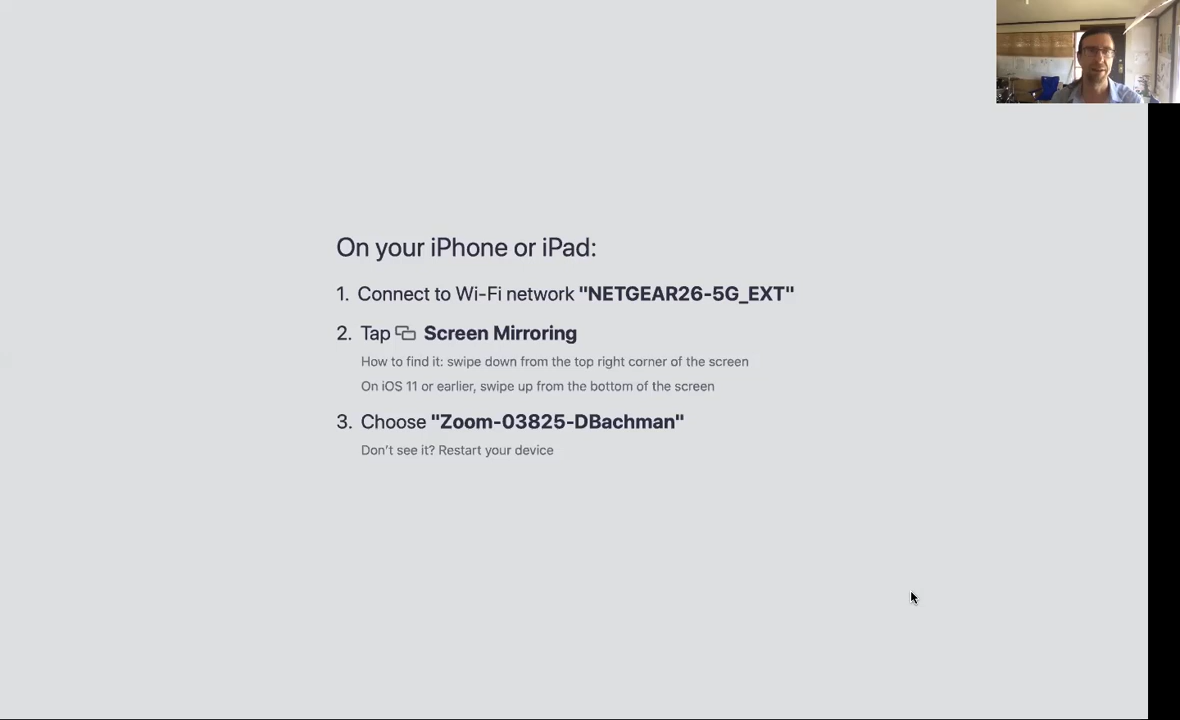 On your iPhone or iPad:
1. Connect to Wi-Fi network "NETGEAR26-5G_EXT"
2. Tap Screen Mirroring
How to find it: swipe down from the top right corner of the screen
On iOS 11 or earlier, swipe up from the bottom of the screen
3. Choose "Zoom-03825-DBachman"
Don't see it? Restart your device